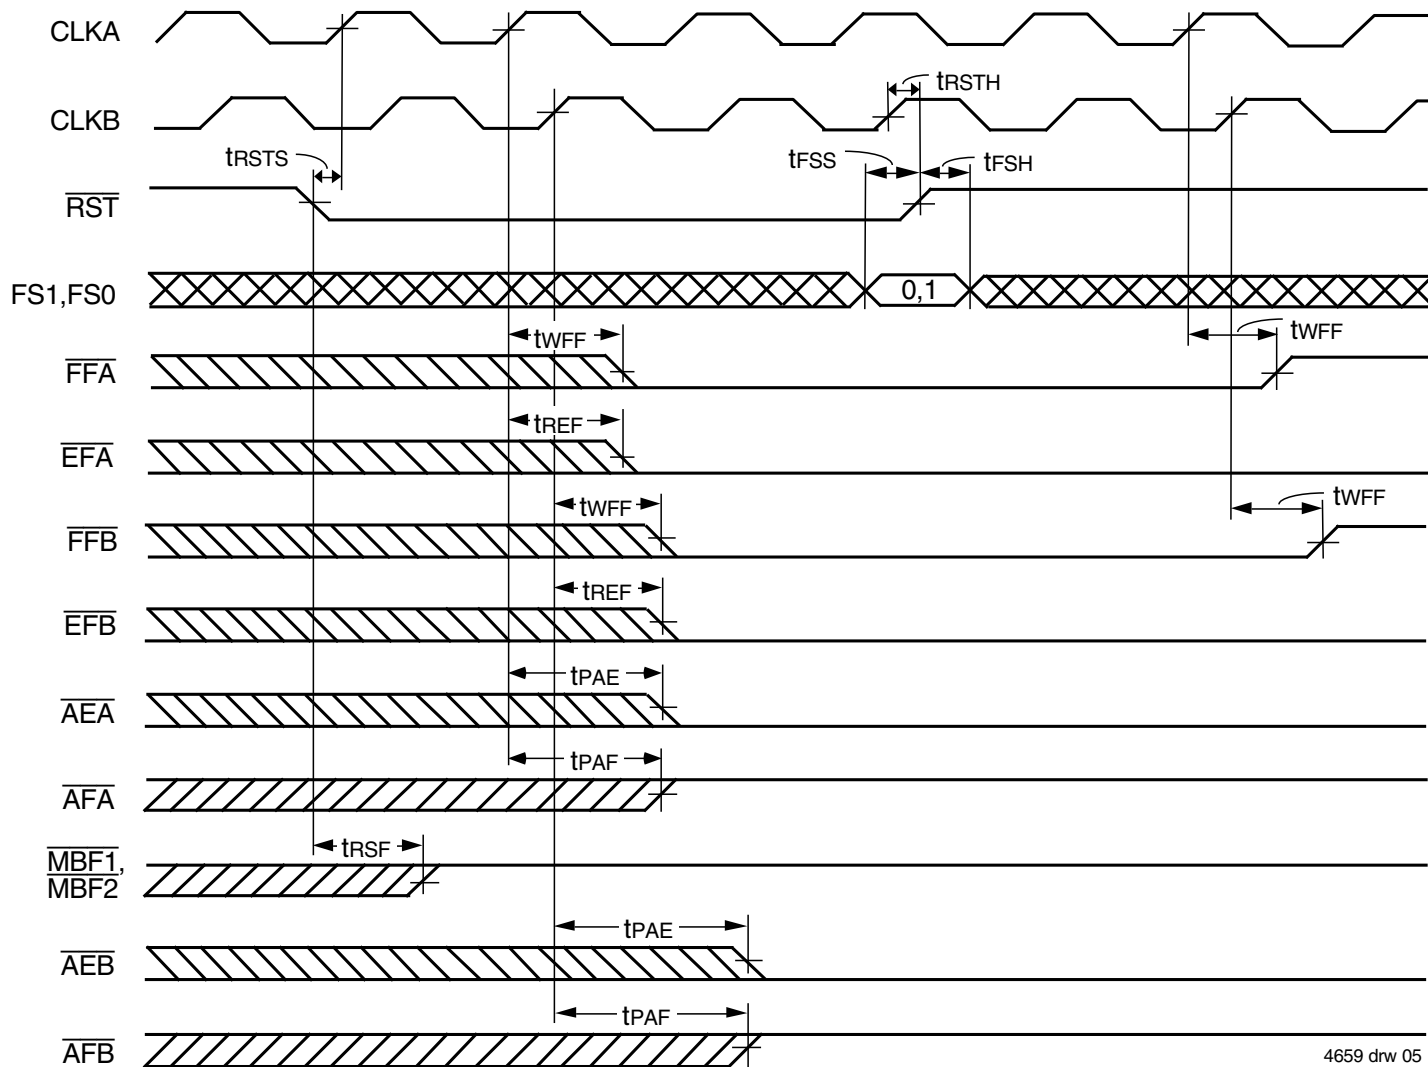 CLKA
tRSTH
CLKB
tRSTS
tFSS
tFSH
RST
FS1,FS0
0,1
tWFF
tWFF
FFA
tREF
EFA
tWFF
tWFF
FFB
tREF
EFB
tPAE
AEA
tPAF
AFA
tRSF
MBF1,
MBF2
tPAE
AEB
tPAF
AFB
4659 drw 05